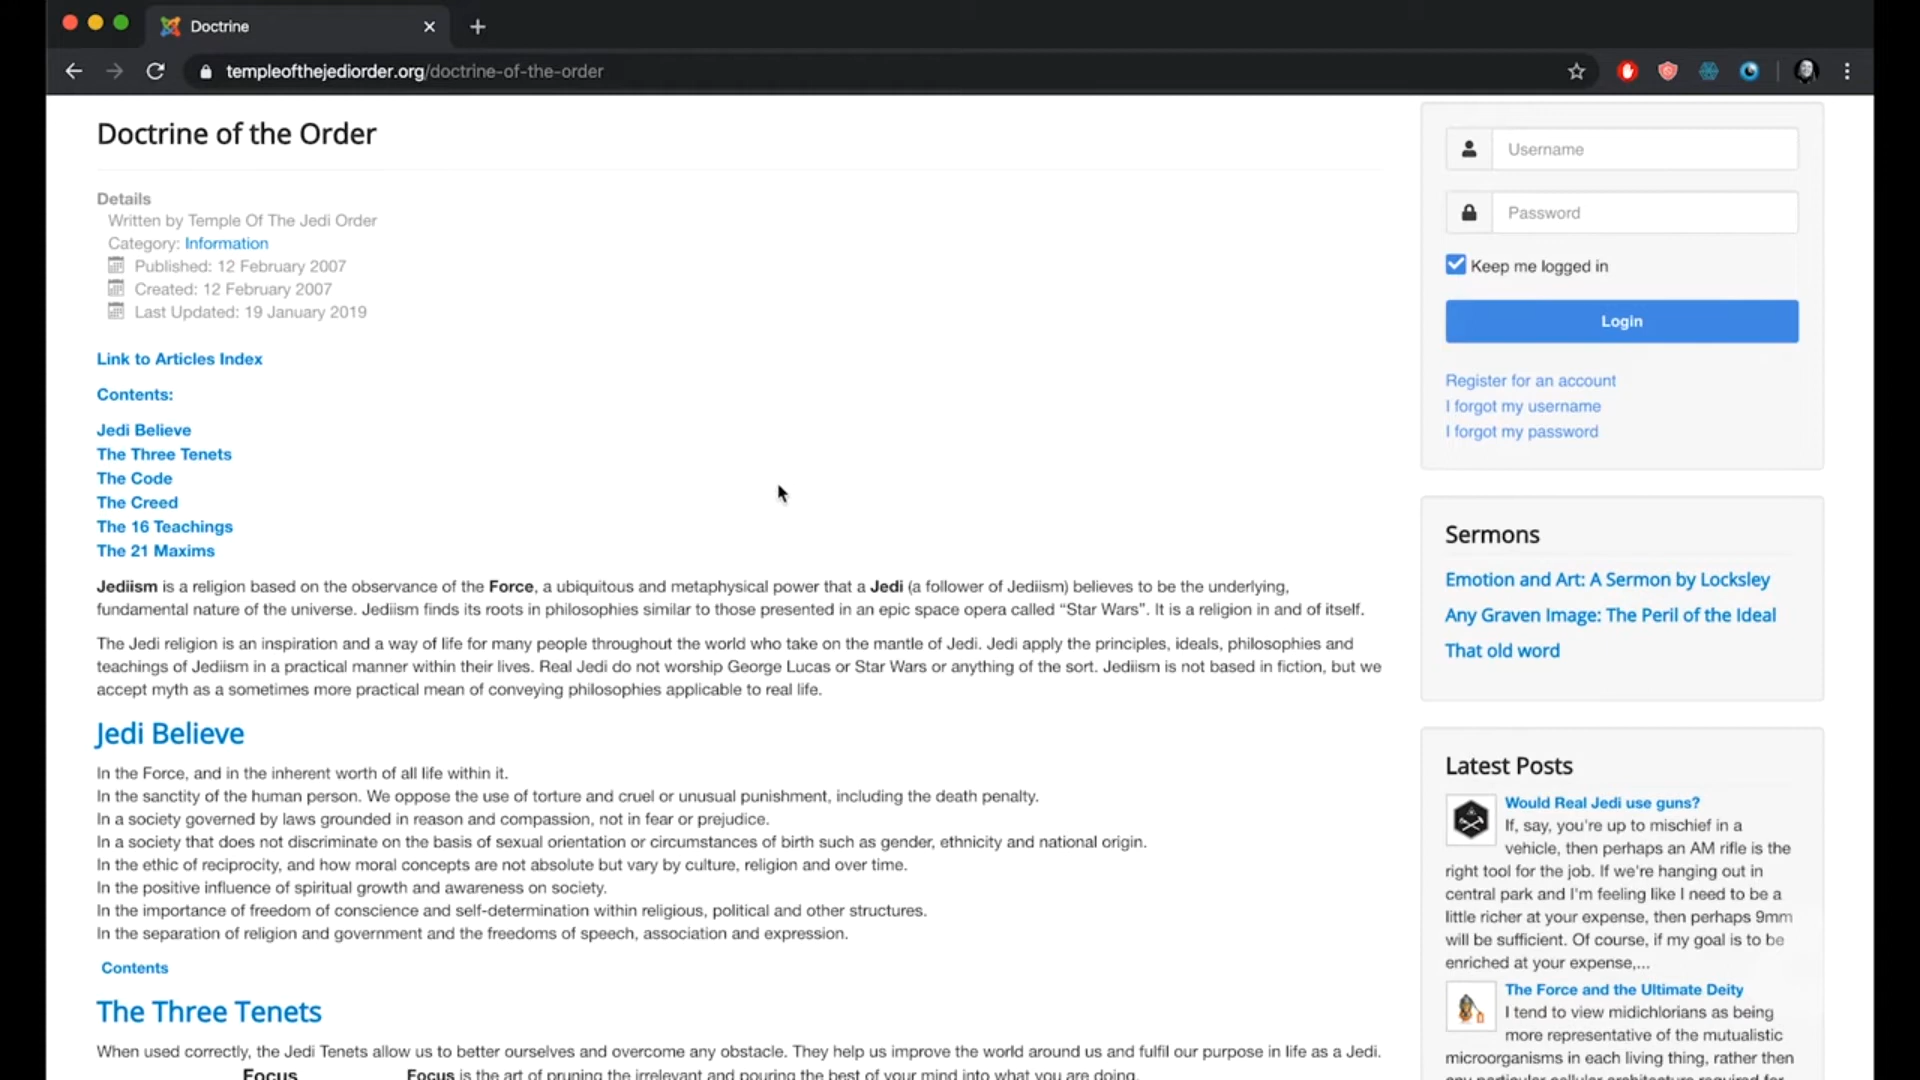 Doctrine
templeofthejediorder.org/doctrine-of-the-order
Doctrine of the Order
Details
Written by Temple Of The Jedi Order
Category: Information
Published: 12 February 2007
Created: 12 February 2007
Last Updated: 19 January 2019
Link to Articles Index
Contents:
Jedi Believe
The Three Tenets
The Code
The Creed
The 16 Teachings
The 21 Maxims
Jediism is a religion based on the observance of the Force, a ubiquitous and metaphysical power that a Jedi (a follower of Jediism) believes to be the underlying,
fundamental nature of the universe. Jediism finds its roots in philosophies similar to those presented in an epic space opera called “Star Wars”. It is a religion in and of itself.
The Jedi religion is an inspiration and a way of life for many people throughout the world who take on the mantle of Jedi. Jedi apply the principles, ideals, philosophies and
teachings of Jediism in a practical manner within their lives. Real Jedi do not worship George Lucas or Star Wars or anything of the sort. Jediism is not based in fiction, but we
accept myth as a sometimes more practical mean of conveying philosophies applicable to real life.
Jedi Believe
In the Force, and in the inherent worth of all life within it.
In the sanctity of the human person. We oppose the use of torture and cruel or unusual punishment, including the death penalty.
In a society governed by laws grounded in reason and compassion, not in fear or prejudice.
In a society that does not discriminate on the basis of sexual orientation or circumstances of birth such as gender, ethnicity and national origin.
In the ethic of reciprocity, and how moral concepts are not absolute but vary by culture, religion and over time.
In the positive influence of spiritual growth and awareness on society.
In the importance of freedom of conscience and self-determination within religious, political and other structures.
In the separation of religion and government and the freedoms of speech, association and expression.
Contents
The Three Tenets
When used correctly, the Jedi Tenets allow us to better ourselves and overcome any obstacle. They help us improve the world around us and fulfil our purpose in life as a Jedi.
Focus Focus is the art of pruning the irrelevant and pouring the best of your mind into what you are doing.
Username
Password
Keep me logged in
Login
Register for an account
I forgot my username
I forgot my password
Sermons
Emotion and Art: A Sermon by Locksley
Any Graven Image: The Peril of the Ideal
That old word
Latest Posts
Would Real Jedi use guns?
If, say, you're up to mischief in a
vehicle, then perhaps an AM rifle is the
right tool for the job. If we're hanging out in
central park and I'm feeling like I need to be a
little richer at your expense, then perhaps 9mm
will be sufficient. Of course, if my goal is to be
enriched at your expense,...
The Force and the Ultimate Deity
I tend to view midichlorians as being
more representative of the mutualistic
microorganisms in each living thing, rather then